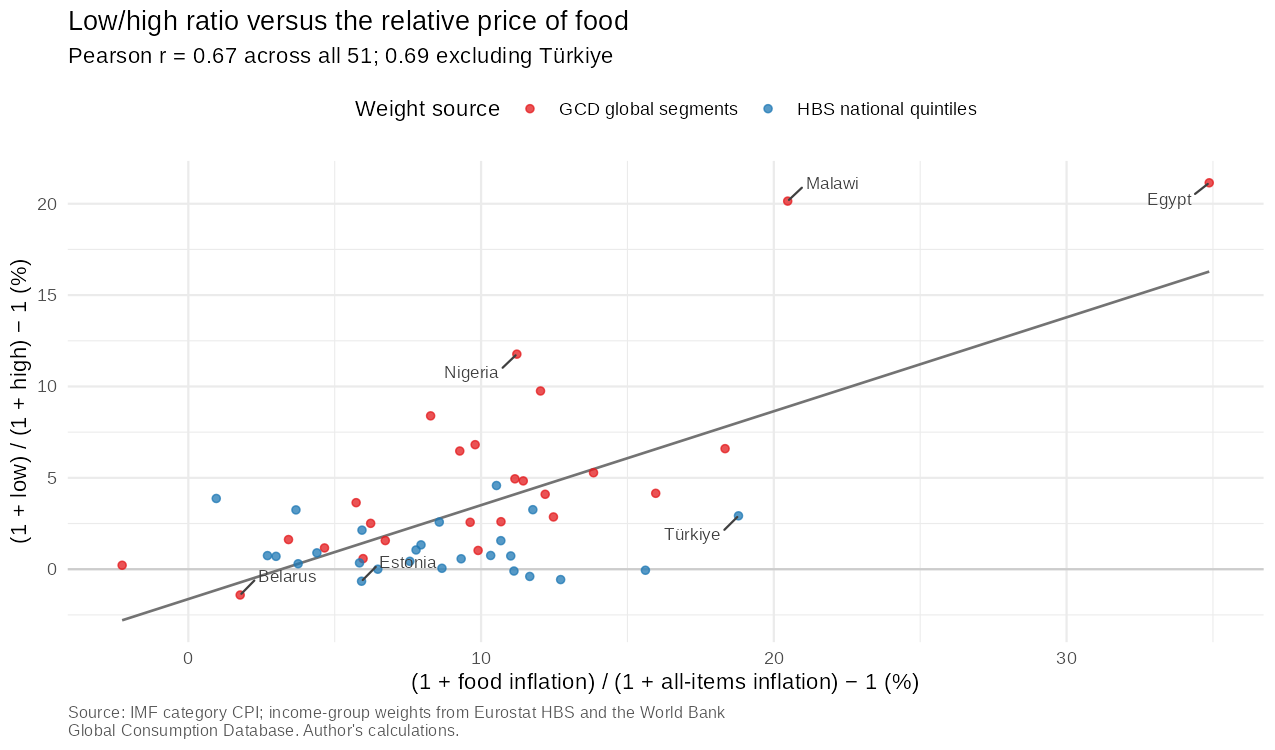 Low/high ratio versus the relative price of food
Pearson r = 0.67 across all 51; 0.69 excluding Türkiye
Weight source
GCD global segments
HBS national quintiles
(1 + low) / (1 + high) − 1 (%)
20
15
10
5
0
Malawi
Egypt
Nigeria
Türkiye
Estonia
Belarus
0
10
20
30
(1 + food inflation) / (1 + all-items inflation) − 1 (%)
Source: IMF category CPI; income-group weights from Eurostat HBS and the World Bank
Global Consumption Database. Author's calculations.